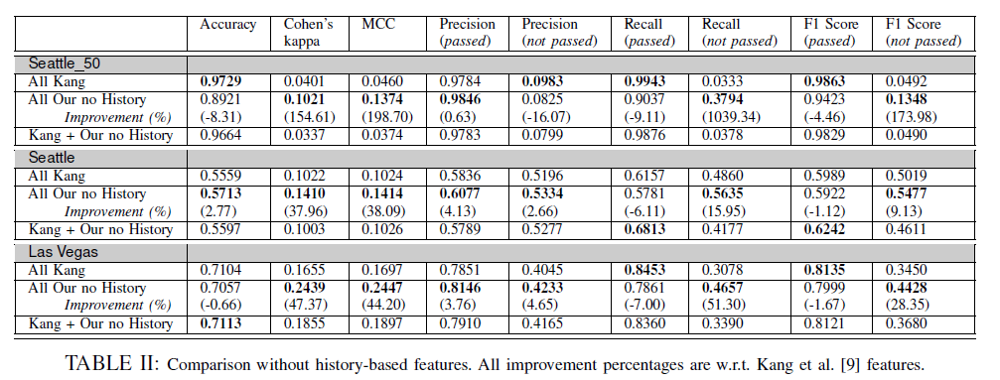 Accuracy Cohen's kappa MCC Precision (passed) Precision (not passed) Recall (passed) Recall (not passed) F1 Score (passed) F1 Score (not passed)
Seattle_50
All Kang 0.9729 0.0401 0.0460 0.9784 0.0983 0.9943 0.0333 0.9863 0.0492
All Our no History 0.8921 0.1021 0.1374 0.9846 0.0825 0.9037 0.3794 0.9423 0.1348
Improvement (%) (-8.31) (154.61) (198.70) (0.63) (-16.07) (-9.11) (1039.34) (-4.46) (173.98)
Kang + Our no History 0.9664 0.0337 0.0374 0.9783 0.0799 0.9876 0.0378 0.9829 0.0490
Seattle
All Kang 0.5559 0.1022 0.1024 0.5836 0.5196 0.6157 0.4860 0.5989 0.5019
All Our no History 0.5713 0.1410 0.1414 0.6077 0.5334 0.5781 0.5635 0.5922 0.5477
Improvement (%) (2.77) (37.96) (38.09) (4.13) (2.66) (-6.11) (15.95) (-1.12) (9.13)
Kang + Our no History 0.5597 0.1003 0.1026 0.5789 0.5277 0.6813 0.4177 0.6242 0.4611
Las Vegas
All Kang 0.7104 0.1655 0.1697 0.7851 0.4045 0.8453 0.3078 0.8135 0.3450
All Our no History 0.7057 0.2439 0.2447 0.8146 0.4233 0.7861 0.4657 0.7999 0.4428
Improvement (%) (-0.66) (47.37) (44.20) (3.76) (4.65) (-7.00) (51.30) (-1.67) (28.35)
Kang + Our no History 0.7113 0.1855 0.1897 0.7910 0.4165 0.8360 0.3390 0.8121 0.3680
TABLE II: Comparison without history-based features. All improvement percentages are w.r.t. Kang et al. [9] features.